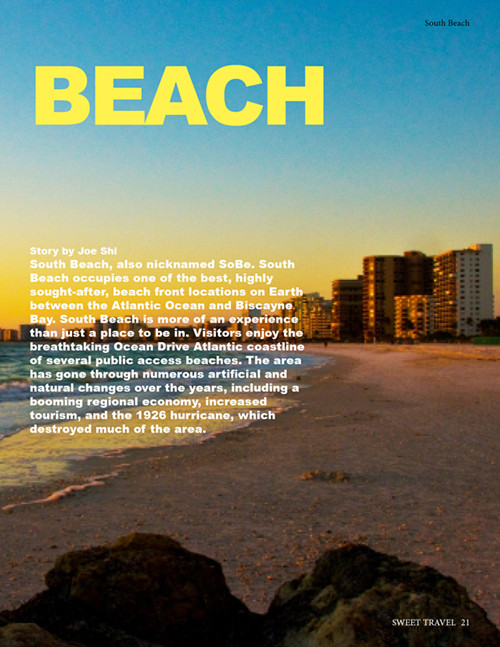 South Beach
BEACH
Story by Joe Shi
South Beach, also nicknamed SoBe. South
Beach occupies one of the best, highly
sought-after, beach front locations on Earth
between the Atlantic Ocean and Biscayne
Bay. South Beach is more of an experience
than just a place to be in. Visitors enjoy the
breathtaking Ocean Drive Atlantic coastline
of several public access beaches. The area
has gone through numerous artificial and
natural changes over the years, including a
booming regional economy, increased
tourism, and the 1926 hurricane, which
destroyed much of the area.
SWEET TRAVEL 21